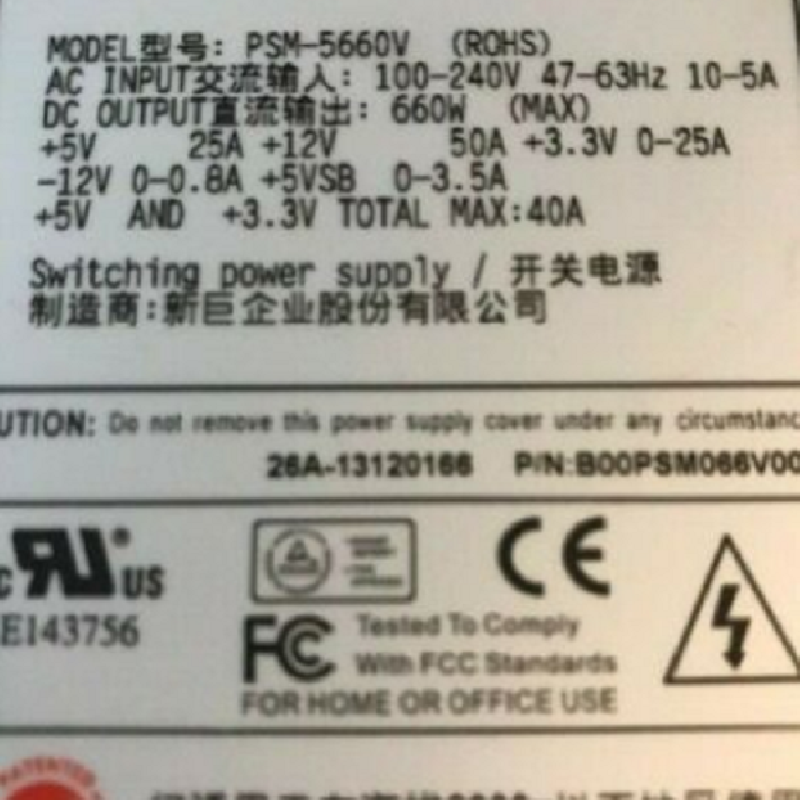 MODEL型号: PSM-5660V (ROHS)
AC INPUT交流输入: 100-240V 47-63Hz 10-5A
DC OUTPUT直流输出: 660W (MAX)
+5V 25A +12V 50A +3.3V 0-25A
-12V 0-0.8A +5VSB 0-3.5A
+5V AND +3.3V TOTAL MAX:40A
Switching power supply / 开关电源
制造商:新巨企业股份有限公司
UTION: Do not remove this power supply cover under any circumstanc
26A-13120166 P/N:B00PSM066V00
c RU® US
E143756
CE
FC Tested To Comply
With FCC Standards
FOR HOME OR OFFICE USE
PATENTED